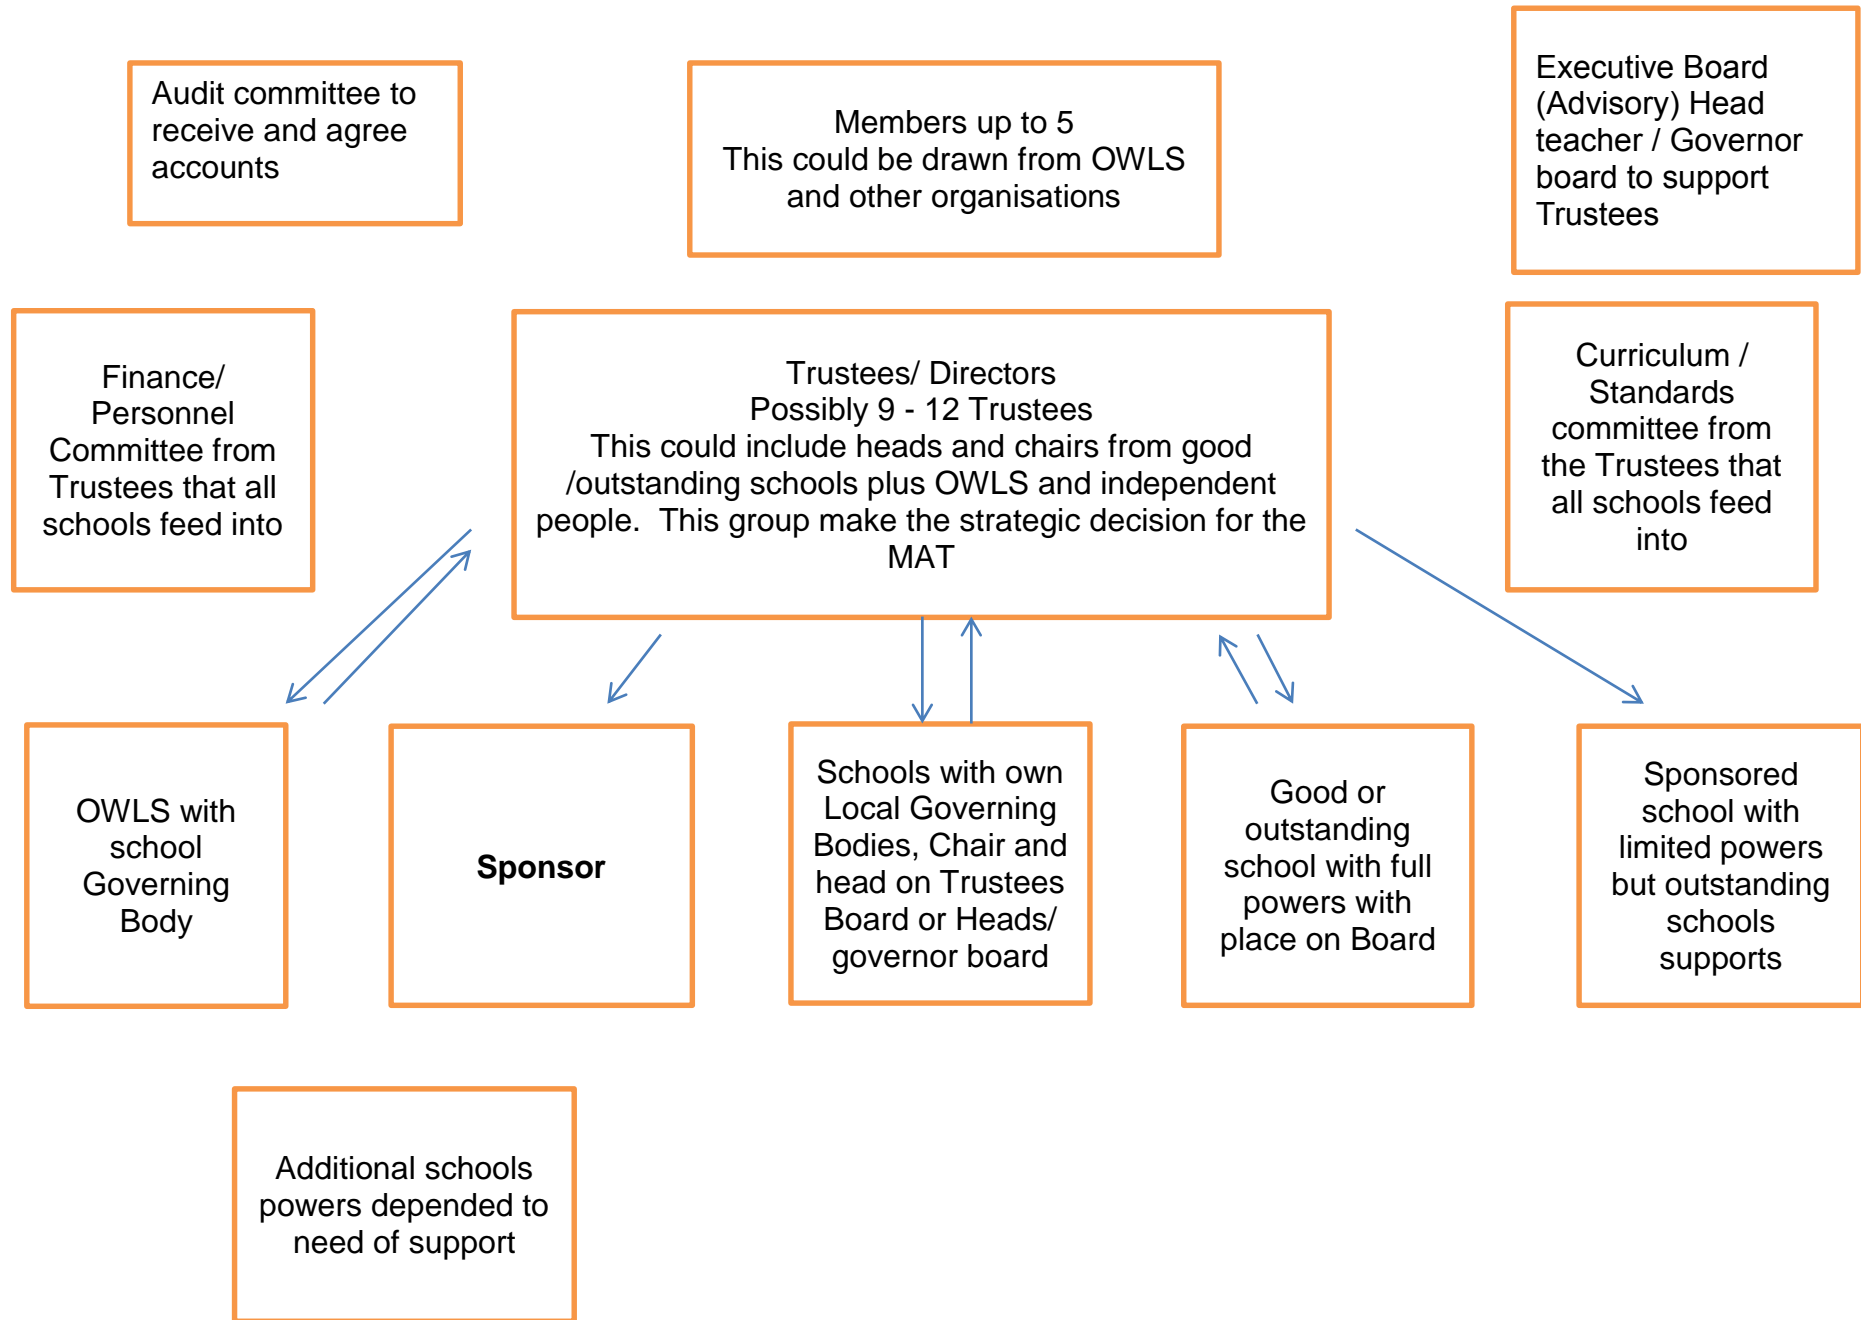 Audit committee to
receive and agree
accounts
Members up to 5
This could be drawn from OWLS
and other organisations
Executive Board
(Advisory) Head
teacher / Governor
board to support
Trustees
Finance/
Personnel
Committee from
Trustees that all
schools feed into
Trustees/ Directors
Possibly 9 - 12 Trustees
This could include heads and chairs from good
/outstanding schools plus OWLS and independent
people.  This group make the strategic decision for the
MAT
Curriculum /
Standards
committee from
the Trustees that
all schools feed
into
OWLS with
school
Governing
Body
Sponsor
Schools with own
Local Governing
Bodies, Chair and
head on Trustees
Board or Heads/
governor board
Good or
outstanding
school with full
powers with
place on Board
Sponsored
school with
limited powers
but outstanding
schools
supports
Additional schools
powers depended to
need of support